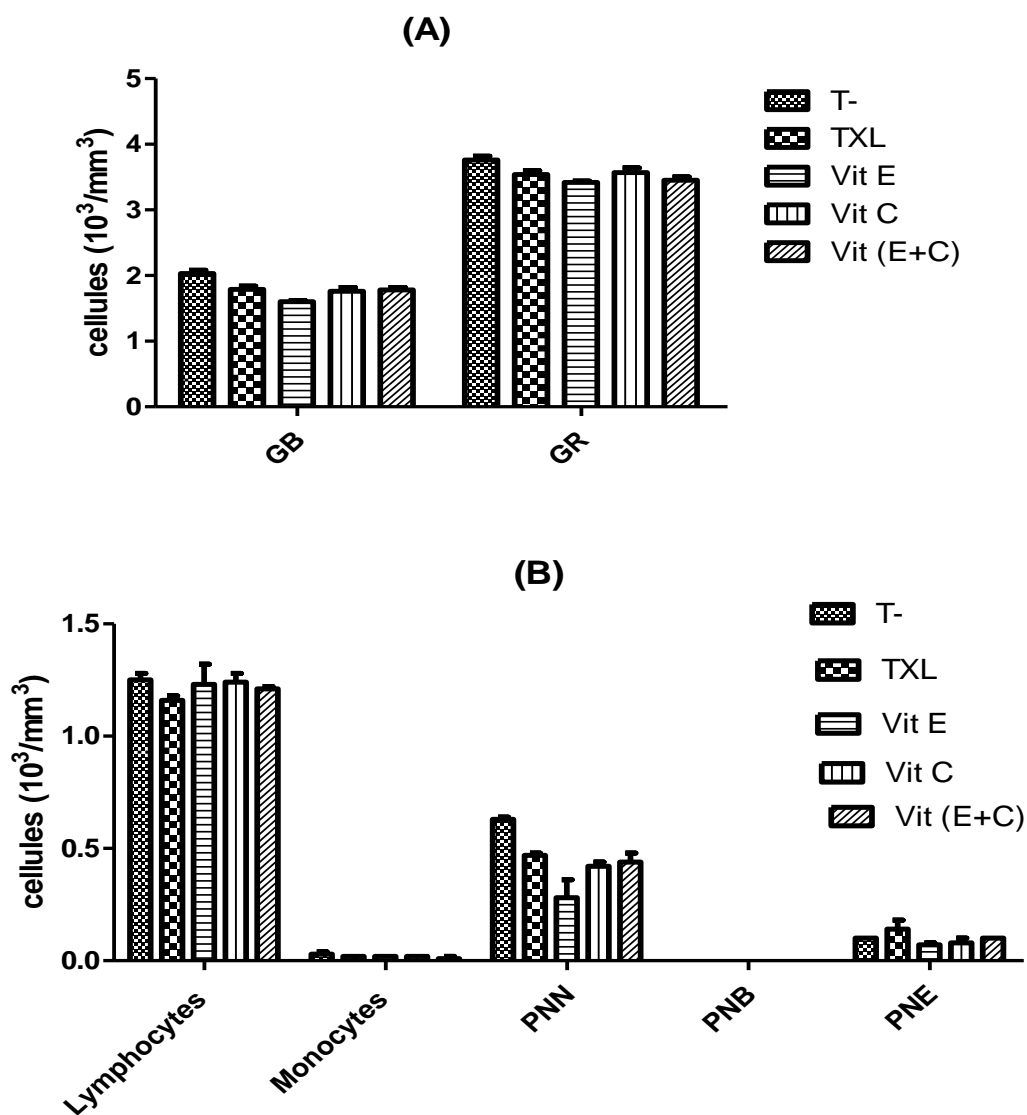 (A)
cellules (10³/mm³)
5
4
3
2
1
0
GB
GR
T-
TXL
Vit E
Vit C
Vit (E+C)
(B)
cellules (10³/mm³)
1.5
1.0
0.5
0.0
Lymphocytes
Monocytes
PNN
PNB
PNE
T-
TXL
Vit E
Vit C
Vit (E+C)